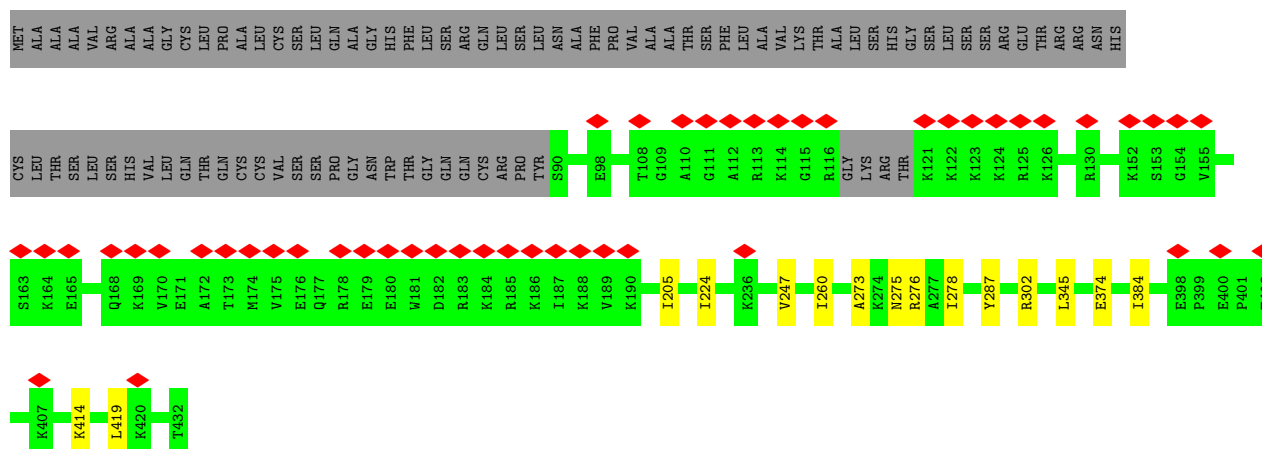 MET ALA ALA ALA VAL ARG ALA ALA GLY CYS LEU PRO ALA LEU CYS SER LEU GLN ALA GLY HIS PHE LEU SER ARG GLN LEU SER LEU ASN ALA PHE PRO VAL ALA ALA THR SER PHE LEU ALA VAL LYS THR ALA LEU SER HIS GLY SER LEU SER SER ARG GLU THR ARG ARG ASN HIS
CYS LEU THR SER LEU SER HIS VAL LEU GLY THR GLN CYS CYS VAL SER SER PRO GLY ASN TRP THR GLY GLN GLN CYS ARG PRO TYR S90 E98 T108 G109 A110 G111 A112 R113 K114 G115 R116 GLY LYS ARG THR K121 K122 K123 K124 R125 K126 R130 K152 S153 G154 V155
S163 K164 E165 Q168 K169 V170 E171 A172 T173 M174 V175 E176 Q177 R178 E179 E180 W181 D182 R183 K184 R185 K186 I187 K188 V189 K190 I205 I224 K236 V247 I260 A273 K274 N275 R276 A277 I278 Y287 R302 L345 E374 I384 E398 P399 E400 P401
K407 K414 L419 K420 T432